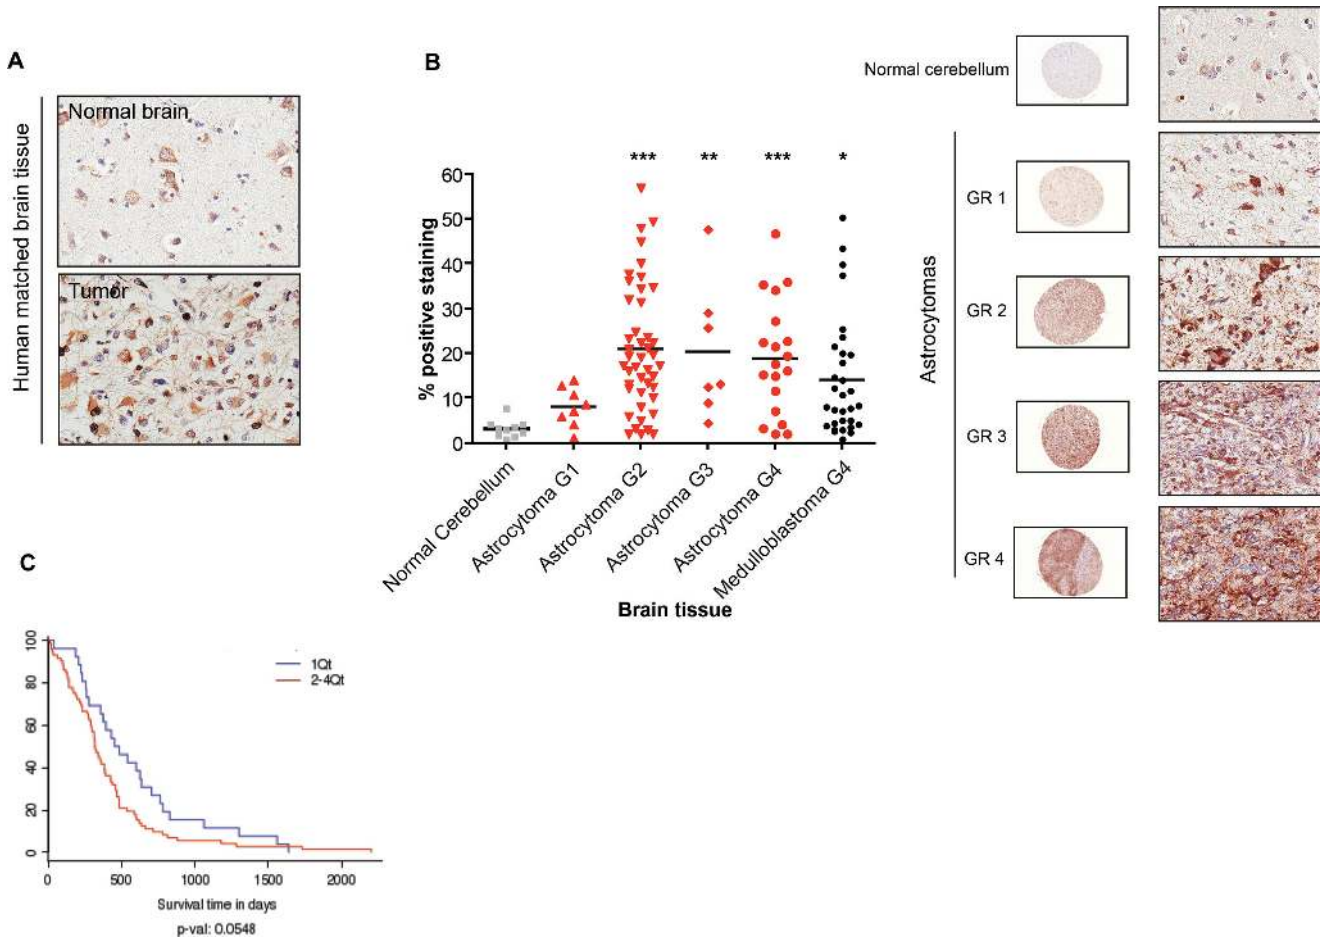 A
Human matched brain tissue
Normal brain
Tumor
B
% positive staining
60
50
40
30
20
10
0
***
**
***
*
Normal Cerebellum
Astrocytoma G1
Astrocytoma G2
Astrocytoma G3
Astrocytoma G4
Medulloblastoma G4
Brain tissue
Normal cerebellum
Astrocytomas
GR 1
GR 2
GR 3
GR 4
C
100
80
60
40
20
0
1Qt
2-4Qt
0 500 1000 1500 2000
Survival time in days
p-val: 0.0548